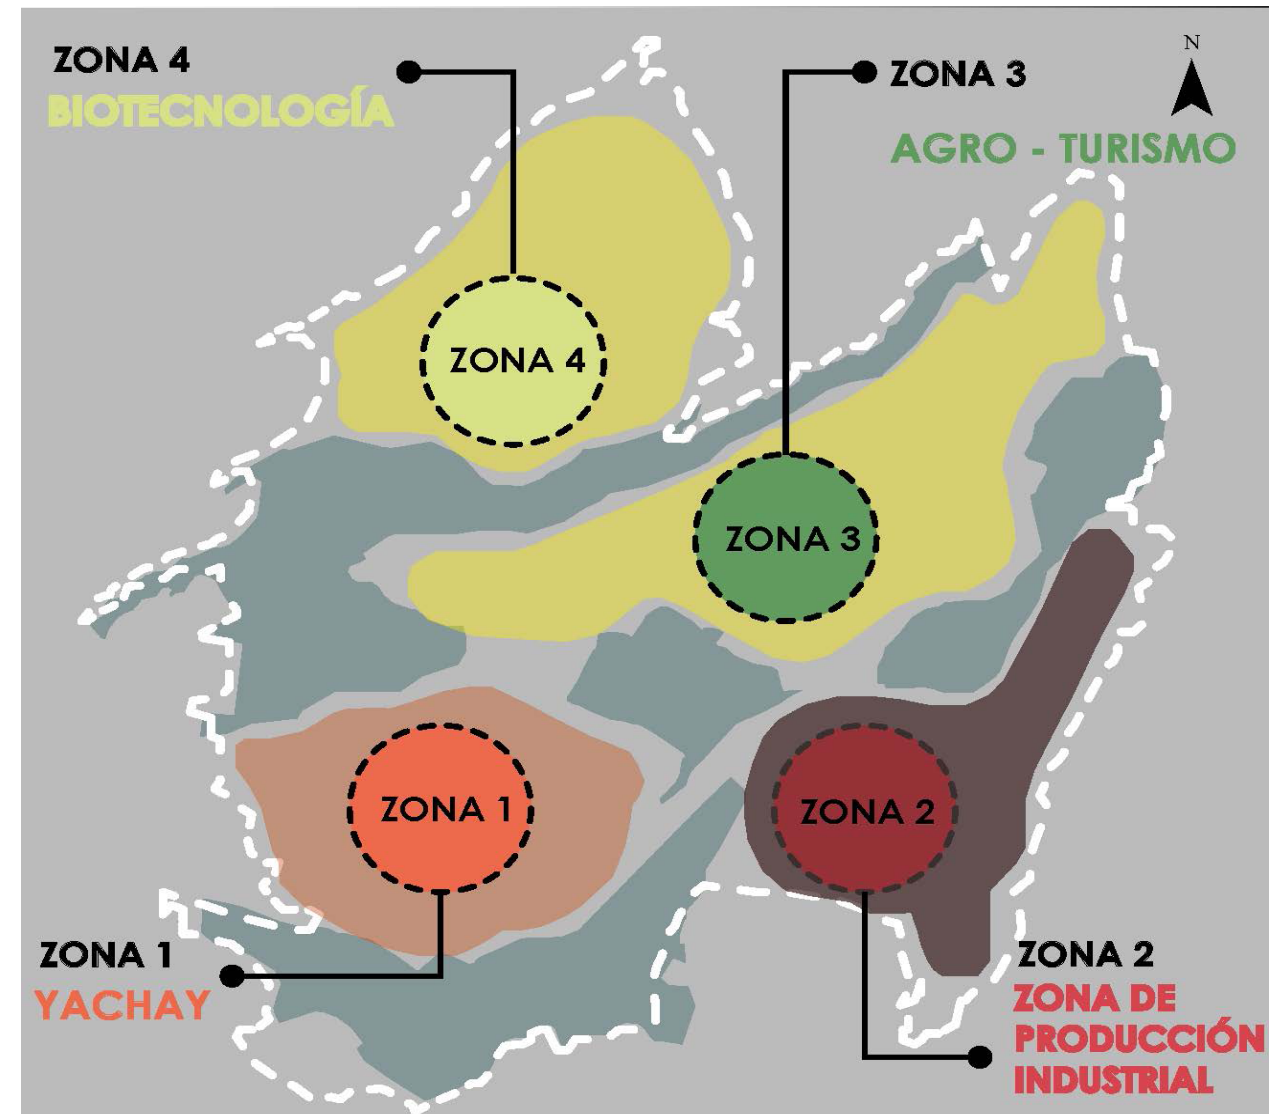 ZONA 4
BIOTECNOLOGÍA
ZONA 3
AGRO - TURISMO
N
ZONA 4
ZONA 3
ZONA 1
ZONA 2
ZONA 1
YACHAY
ZONA 2
ZONA DE
PRODUCCIÓN
INDUSTRIAL